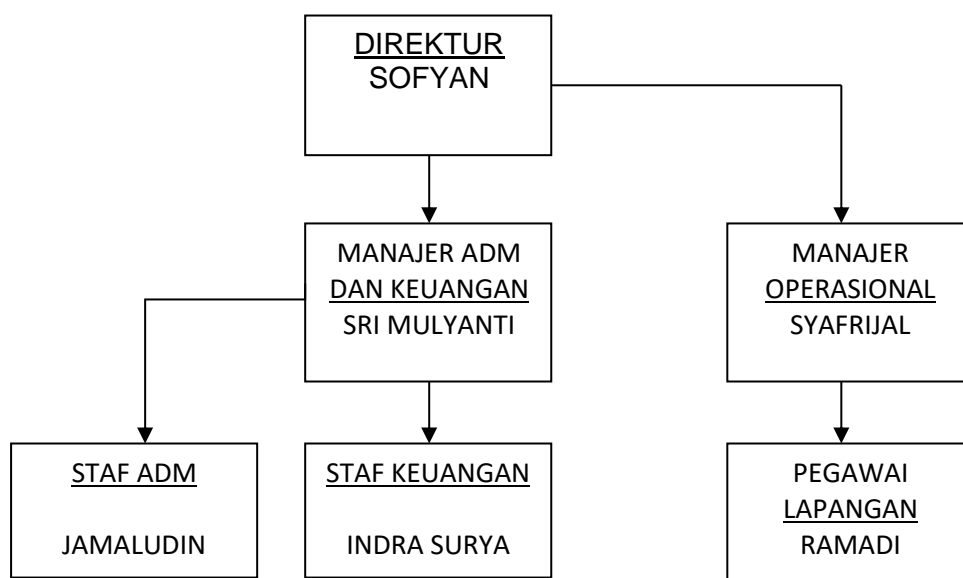 DIREKTUR
SOFYAN
MANAJER ADM
DAN KEUANGAN
SRI MULYANTI
MANAJER
OPERASIONAL
SYAFRIJAL
STAF ADM
JAMALUDIN
STAF KEUANGAN
INDRA SURYA
PEGAWAI
LAPANGAN
RAMADI